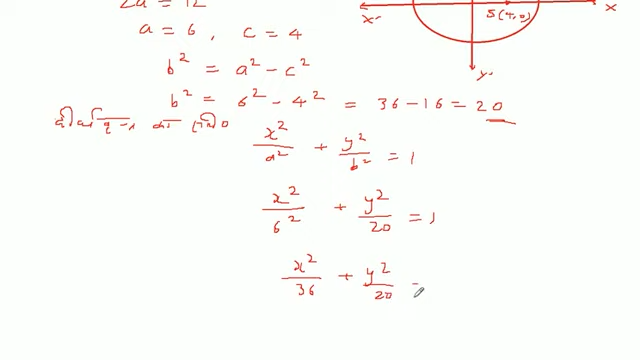 2a = 12
a = 6 , c = 4
b² = a² - c²
b² = 6² - 4² = 36 - 16 = 20
x²/a² + y²/b² = 1
x²/6² + y²/20 = 1
x²/36 + y²/20 =
x'
S (4,0)
x
y'